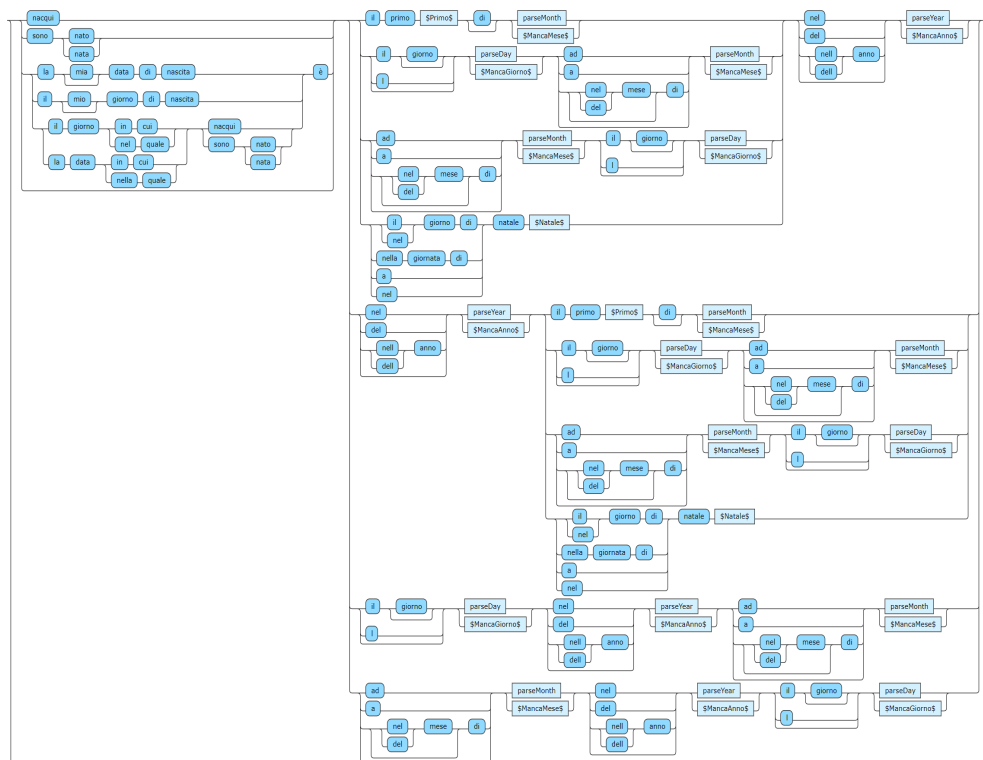 nacqui il primo $Primo$ di parseMonth nel parseYear
sono nato $MancaMese$ del $MancaAnno$
nata il giorno parseDay ad parseMonth nell anno
la mia data di nascita è $MancaGiorno$ a $MancaMese$ dell
l nel mese di
il mio giorno di nascita del
il giorno in cui nacqui
nel quale sono nato ad parseMonth il giorno parseDay
la data in cui nata a $MancaMese$ l $MancaGiorno$
nella quale nel mese di
del
il giorno di natale $Natale$
nel
nella giornata di
a
nel
nel parseYear il primo $Primo$ di parseMonth
del $MancaAnno$ $MancaMese$
nell anno il giorno parseDay ad parseMonth
dell $MancaGiorno$ a $MancaMese$
l nel mese di
del
ad parseMonth il giorno parseDay
a $MancaMese$ l $MancaGiorno$
nel mese di
del
il giorno di natale $Natale$
nel
nella giornata di
a
nel
il giorno parseDay nel parseYear ad parseMonth
$MancaGiorno$ del $MancaAnno$ a $MancaMese$
l nell anno nel mese di
dell del
ad parseMonth nel parseYear il giorno parseDay
a $MancaMese$ del $MancaAnno$ l $MancaGiorno$
nel mese di nell anno
del dell